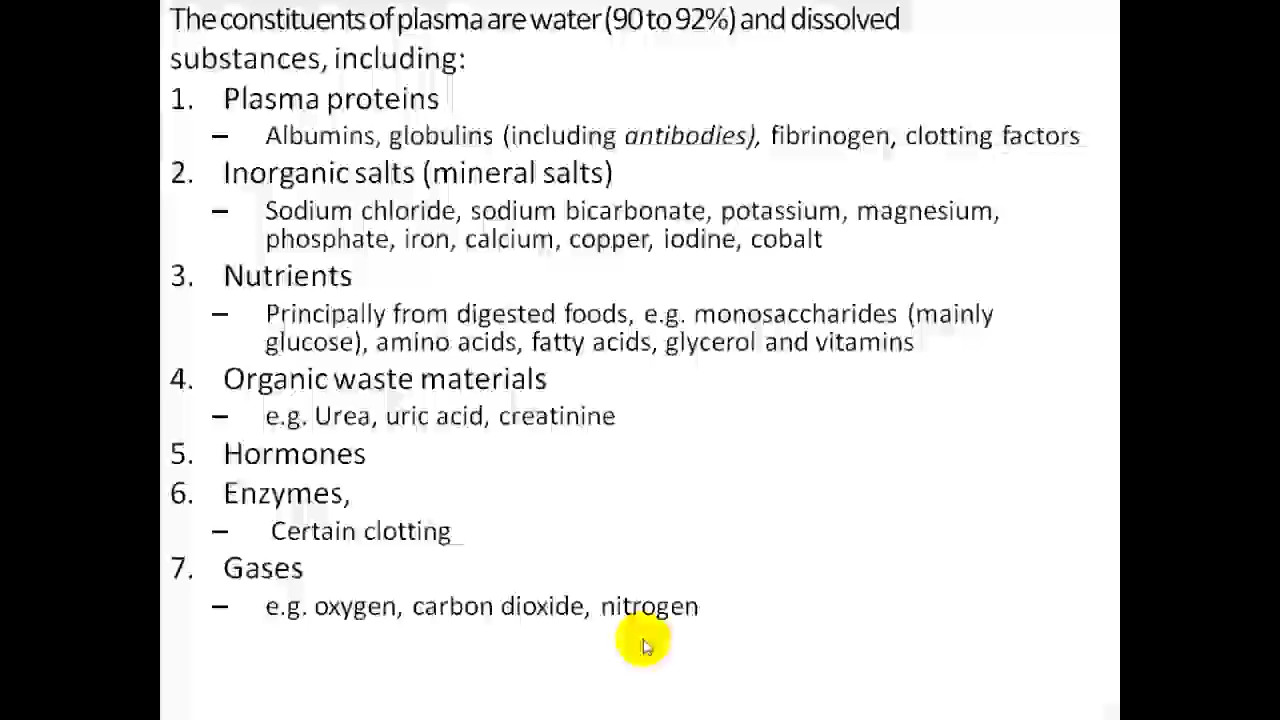 The constituents of plasma are water (90 to 92%) and dissolved
substances, including:
1. Plasma proteins
– Albumins, globulins (including antibodies), fibrinogen, clotting factors
2. Inorganic salts (mineral salts)
– Sodium chloride, sodium bicarbonate, potassium, magnesium,
phosphate, iron, calcium, copper, iodine, cobalt
3. Nutrients
– Principally from digested foods, e.g. monosaccharides (mainly
glucose), amino acids, fatty acids, glycerol and vitamins
4. Organic waste materials
– e.g. Urea, uric acid, creatinine
5. Hormones
6. Enzymes,
– Certain clotting
7. Gases
– e.g. oxygen, carbon dioxide, nitrogen